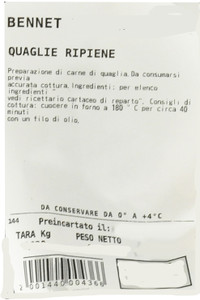 BENNET
QUAGLIE RIPIENE
Preparazione di carne di quaglia.Da consumarsi
previa
accurata cottura.Ingredienti: per elenco
ingredienti "
vedi ricettario cartaceo di reparto". Consigli di
cottura: cuocere in forno a 180 ° C per circa 40
minuti
con un filo di olio.
DA CONSERVARE DA 0° A +4°C
144 Preincartato il:
TARA Kg PESO NETTO
2001440004366